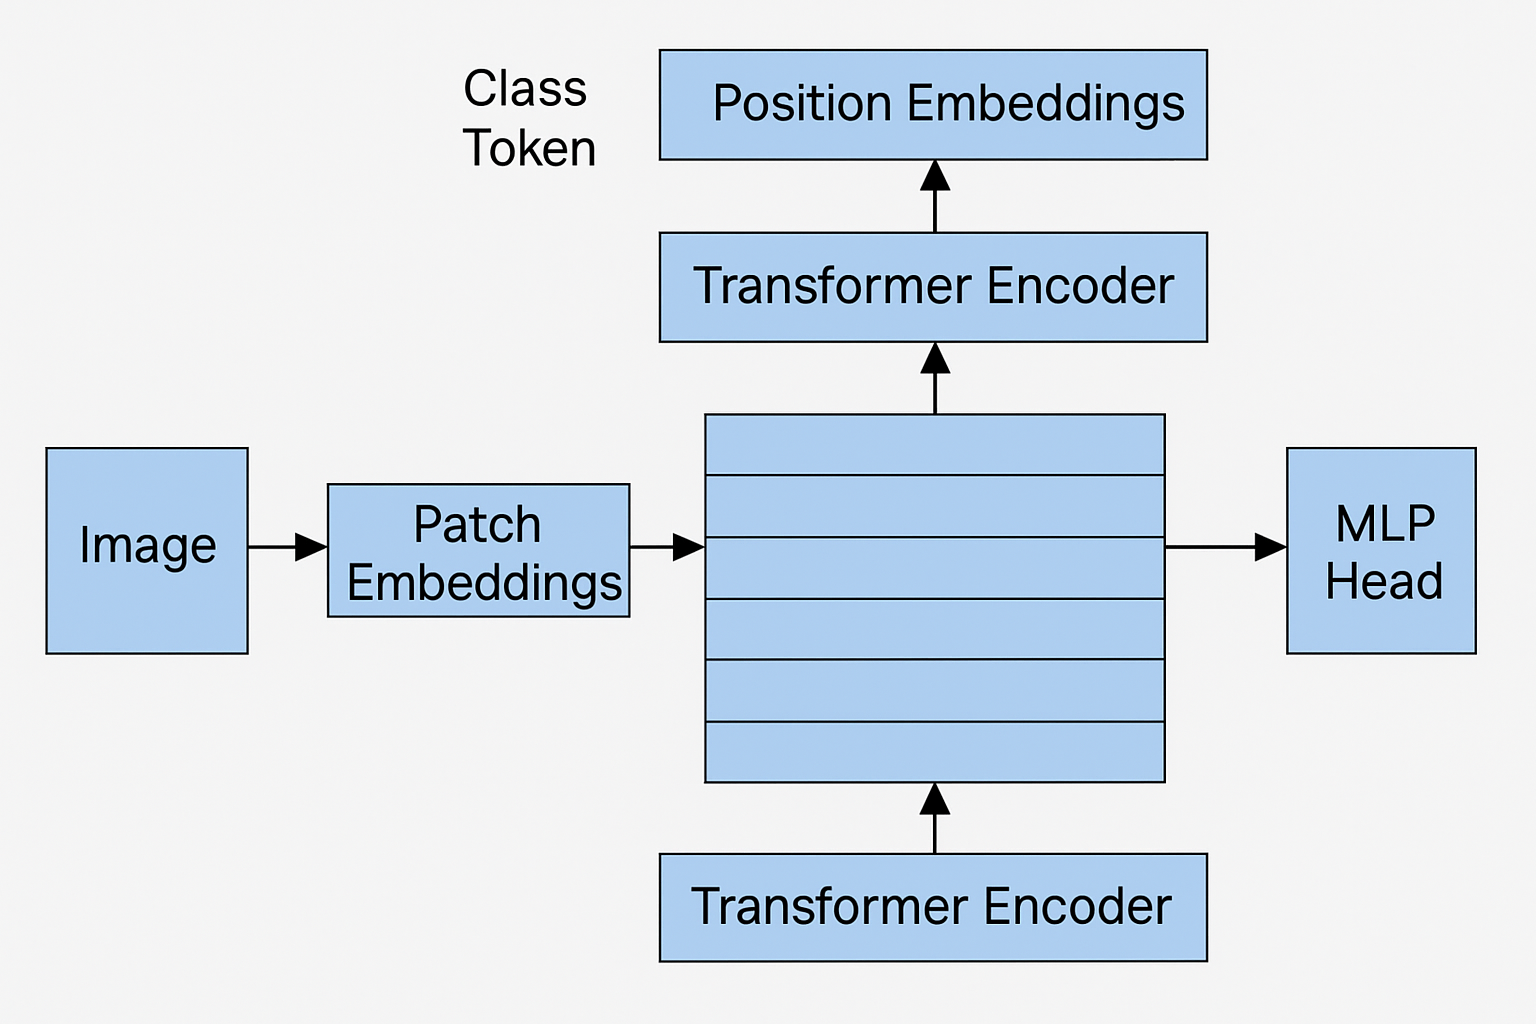 Class
Token
Position Embeddings
Transformer Encoder
Image
Patch
Embeddings
MLP
Head
Transformer Encoder